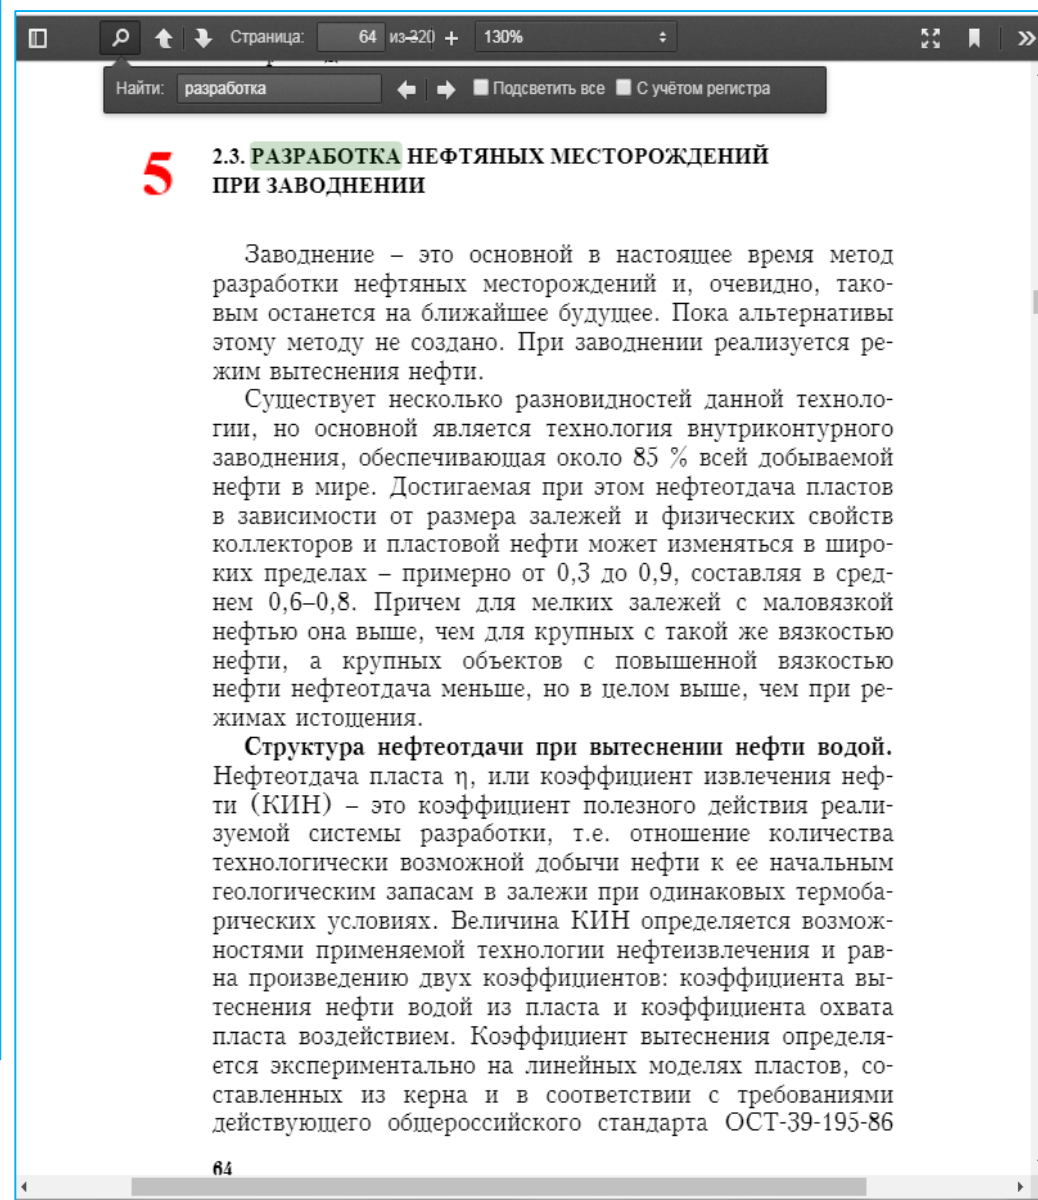 Страница: 64 из 320 + 130%
Найти: разработка Подсветить все С учётом регистра
5
2.3. РАЗРАБОТКА НЕФТЯНЫХ МЕСТОРОЖДЕНИЙ
ПРИ ЗАВОДНЕНИИ
Заводнение – это основной в настоящее время метод
разработки нефтяных месторождений и, очевидно, тако-
вым останется на ближайшее будущее. Пока альтернативы
этому методу не создано. При заводнении реализуется ре-
жим вытеснения нефти.
Существует несколько разновидностей данной техноло-
гии, но основной является технология внутриконтурного
заводнения, обеспечивающая около 85 % всей добываемой
нефти в мире. Достигаемая при этом нефтеотдача пластов
в зависимости от размера залежей и физических свойств
коллекторов и пластовой нефти может изменяться в широ-
ких пределах – примерно от 0,3 до 0,9, составляя в сред-
нем 0,6–0,8. Причем для мелких залежей с маловязкой
нефтью она выше, чем для крупных с такой же вязкостью
нефти, а крупных объектов с повышенной вязкостью
нефти нефтеотдача меньше, но в целом выше, чем при ре-
жимах истощения.
Структура нефтеотдачи при вытеснении нефти водой.
Нефтеотдача пласта η, или коэффициент извлечения неф-
ти (КИН) – это коэффициент полезного действия реали-
зуемой системы разработки, т.е. отношение количества
технологически возможной добычи нефти к ее начальным
геологическим запасам в залежи при одинаковых термоба-
рических условиях. Величина КИН определяется возмож-
ностями применяемой технологии нефтеизвлечения и рав-
на произведению двух коэффициентов: коэффициента вы-
теснения нефти водой из пласта и коэффициента охвата
пласта воздействием. Коэффициент вытеснения определя-
ется экспериментально на линейных моделях пластов, со-
ставленных из керна и в соответствии с требованиями
действующего общероссийского стандарта ОСТ-39-195-86
64